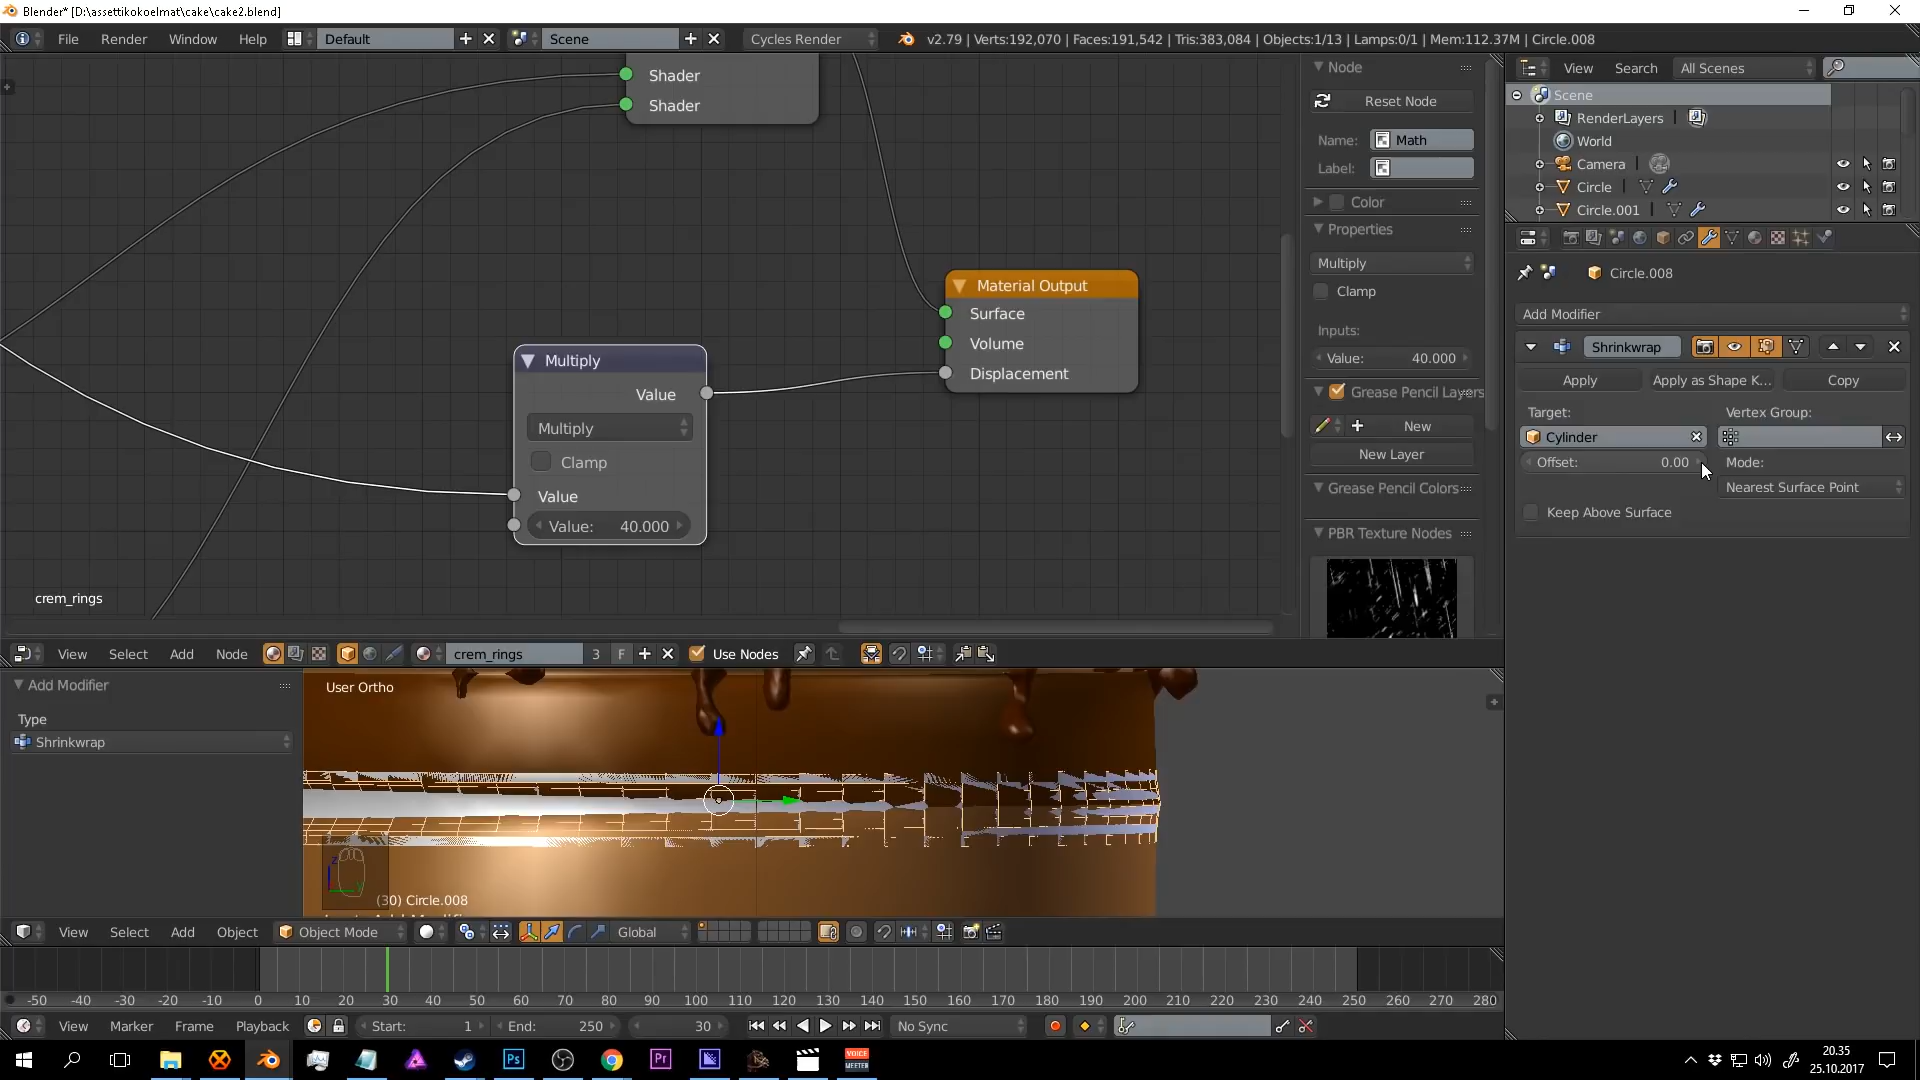 Blender* [D:\assettikokoelmat\cake\cake2.blend]
File Render Window Help Default Scene Cycles Render v2.79 | Verts:192,070 | Faces:191,542 | Tris:383,084 | Objects:1/13 | Lamps:0/1 | Mem:112.37M | Circle.008
Shader
Shader
Multiply
Value
Multiply
Clamp
Value
Value: 40.000
Material Output
Surface
Volume
Displacement
crem_rings
Node
Reset Node
Name: Math
Label:
Color
Properties
Multiply
Clamp
Inputs:
Value: 40.000
Grease Pencil Layers
New
New Layer
Grease Pencil Colors
PBR Texture Nodes
View Search All Scenes
Scene
RenderLayers
World
Camera
Circle
Circle.001
Circle.008
Add Modifier
Shrinkwrap
Apply Apply as Shape K... Copy
Target: Vertex Group:
Cylinder
Offset: 0.00 Mode:
Nearest Surface Point
Keep Above Surface
View Select Add Node crem_rings 3 F Use Nodes
Add Modifier
Type
Shrinkwrap
User Ortho
(30) Circle.008
View Select Add Object Object Mode Global
-50 -40 -30 -20 -10 0 10 20 30 40 50 60 70 80 90 100 110 120 130 140 150 160 170 180 190 200 210 220 230 240 250 260 270 280
View Marker Frame Playback Start: 1 End: 250 30 No Sync
Ps
Pr
VOICE
MEETER
20.35
25.10.2017